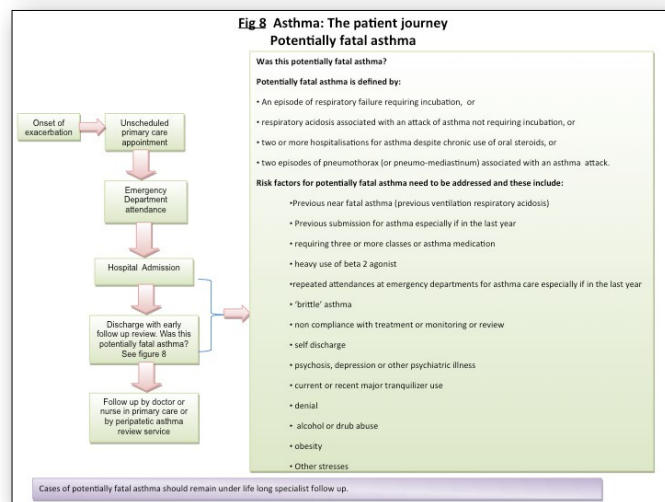 Fig 8 Asthma: The patient journey
Potentially fatal asthma
Onset of
exacerbation
Unscheduled
primary care
appointment
Emergency
Department
attendance
Hospital Admission
Discharge with early
follow up review. Was this
potentially fatal asthma?
See figure 8
Follow up by doctor or
nurse in primary care or
by peripatetic asthma
review service
Was this potentially fatal asthma?
Potentially fatal asthma is defined by:
• An episode of respiratory failure requiring incubation, or
• respiratory acidosis associated with an attack of asthma not requiring incubation, or
• two or more hospitalisations for asthma despite chronic use of oral steroids, or
• two episodes of pneumothorax (or pneumo-mediastinum) associated with an asthma attack.
Risk factors for potentially fatal asthma need to be addressed and these include:
•Previous near fatal asthma (previous ventilation respiratory acidosis)
• Previous submission for asthma especially if in the last year
• requiring three or more classes or asthma medication
• heavy use of beta 2 agonist
•repeated attendances at emergency departments for asthma care especially if in the last year
• 'brittle' asthma
• non compliance with treatment or monitoring or review
• self discharge
• psychosis, depression or other psychiatric illness
• current or recent major tranquilizer use
• denial
• alcohol or drub abuse
• obesity
• Other stresses
Cases of potentially fatal asthma should remain under life long specialist follow up.